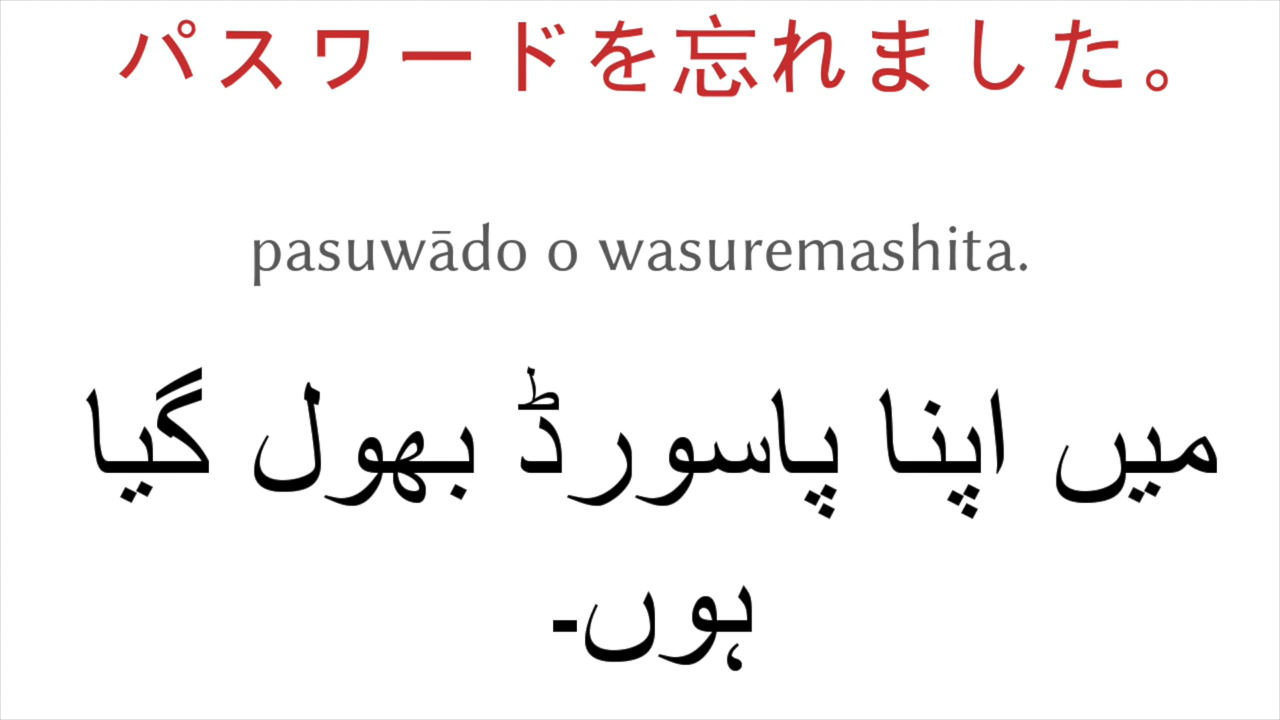 パスワードを忘れました。
pasuwādo o wasuremashita.
میں اپنا پاسورڈ بھول گیا
ہوں۔